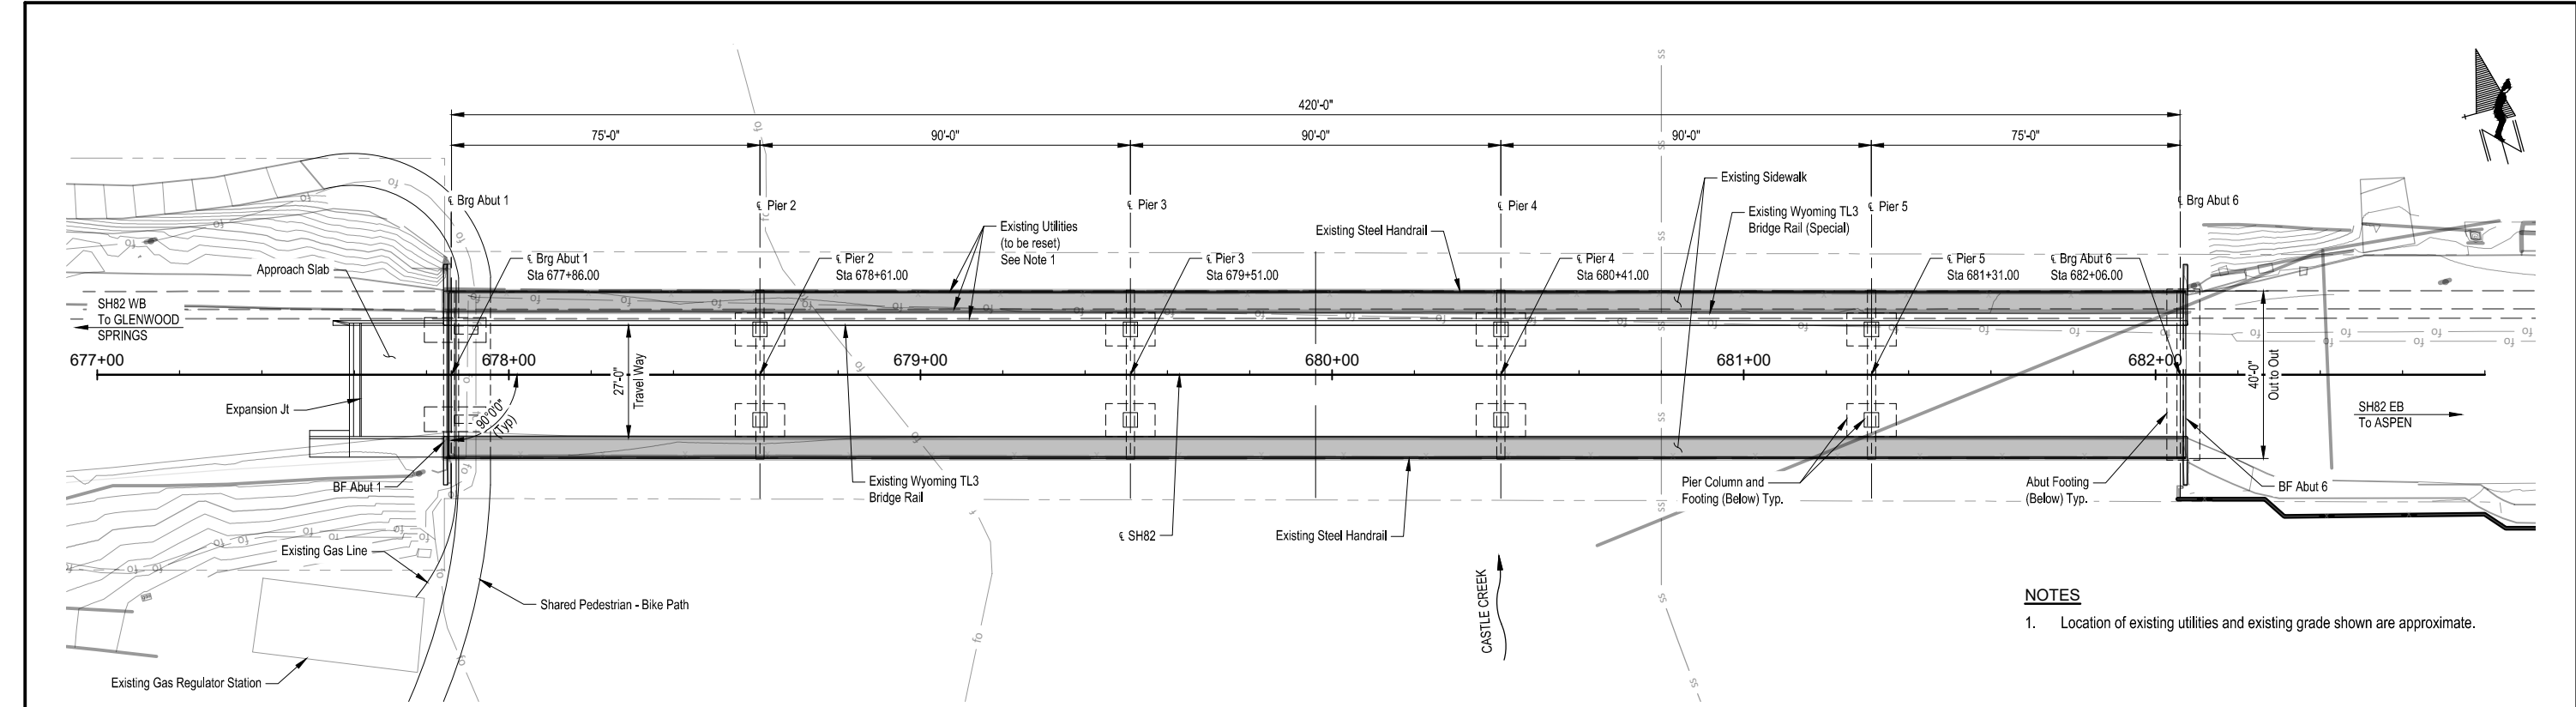 420'-0"
75'-0"
90'-0"
90'-0"
90'-0"
75'-0"
℄ Brg Abut 1
℄ Pier 2
℄ Pier 3
℄ Pier 4
℄ Pier 5
℄ Brg Abut 6
Existing Sidewalk
Existing Wyoming TL3
Bridge Rail (Special)
Existing Utilities
(to be reset)
See Note 1
Existing Steel Handrail
Approach Slab
℄ Brg Abut 1
Sta 677+86.00
℄ Pier 2
Sta 678+61.00
℄ Pier 3
Sta 679+51.00
℄ Pier 4
Sta 680+41.00
℄ Pier 5
Sta 681+31.00
℄ Brg Abut 6
Sta 682+06.00
SH82 WB
To GLENWOOD
SPRINGS
677+00
678+00
679+00
680+00
681+00
682+00
27'-0"
Travel Way
40'-0"
Out to Out
90°00'00"
(Typ)
Expansion Jt
SH82 EB
To ASPEN
BF Abut 1
Existing Wyoming TL3
Bridge Rail
Pier Column and
Footing (Below) Typ.
Abut Footing
(Below) Typ.
BF Abut 6
℄ SH82
Existing Steel Handrail
Existing Gas Line
Shared Pedestrian - Bike Path
CASTLE CREEK
Existing Gas Regulator Station
NOTES
1. Location of existing utilities and existing grade shown are approximate.
fo
ss
N